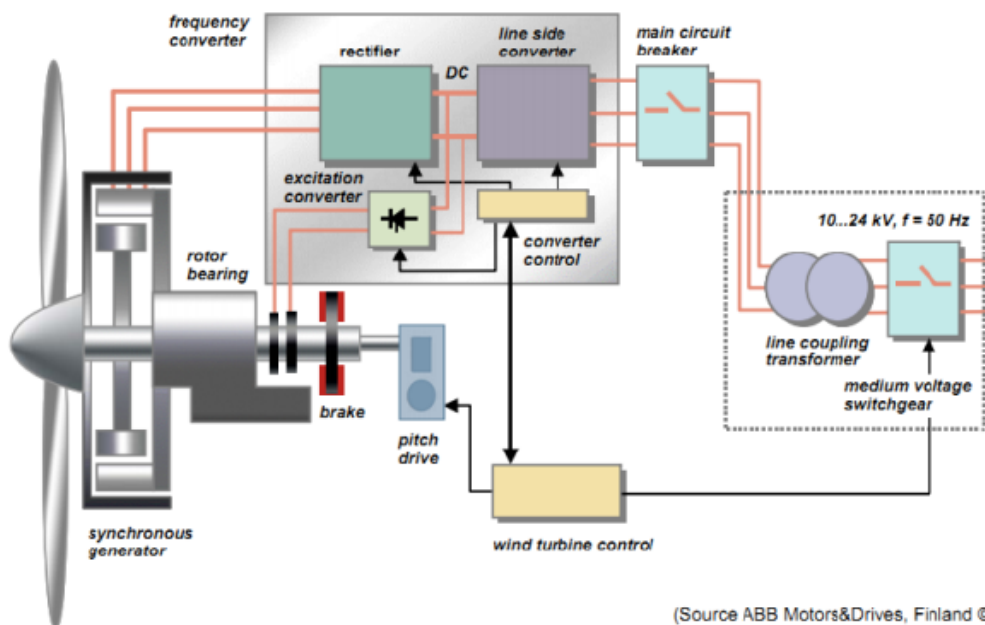 frequency
converter
rectifier
DC
line side
converter
main circuit
breaker
excitation
converter
converter
control
10...24 kV, f = 50 Hz
rotor
bearing
line coupling
transformer
brake
medium voltage
switchgear
pitch
drive
synchronous
generator
wind turbine control
(Source ABB Motors&Drives, Finland ©